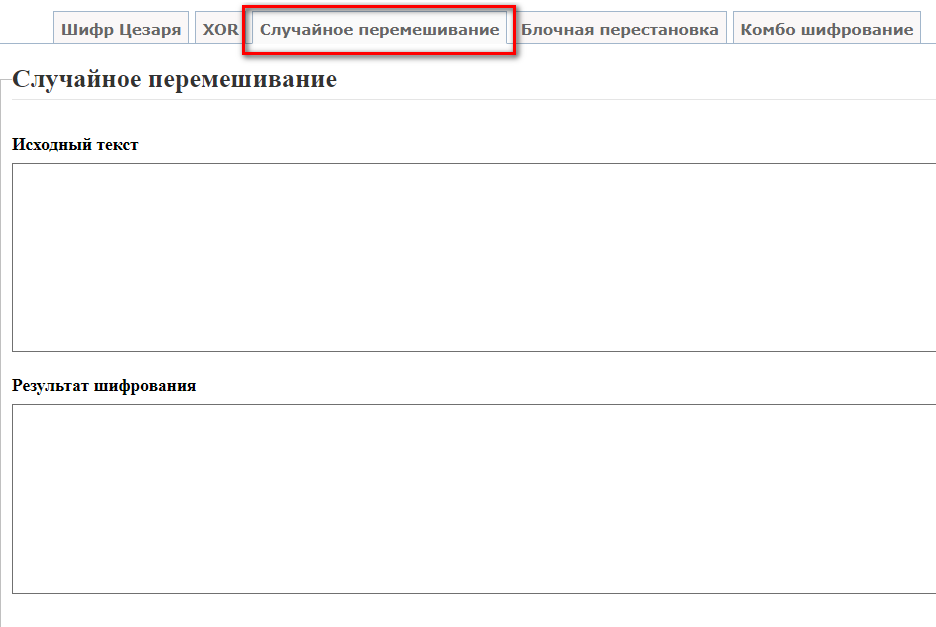 Шифр Цезаря XOR Случайное перемешивание Блочная перестановка Комбо шифрование
Случайное перемешивание
Исходный текст
Результат шифрования